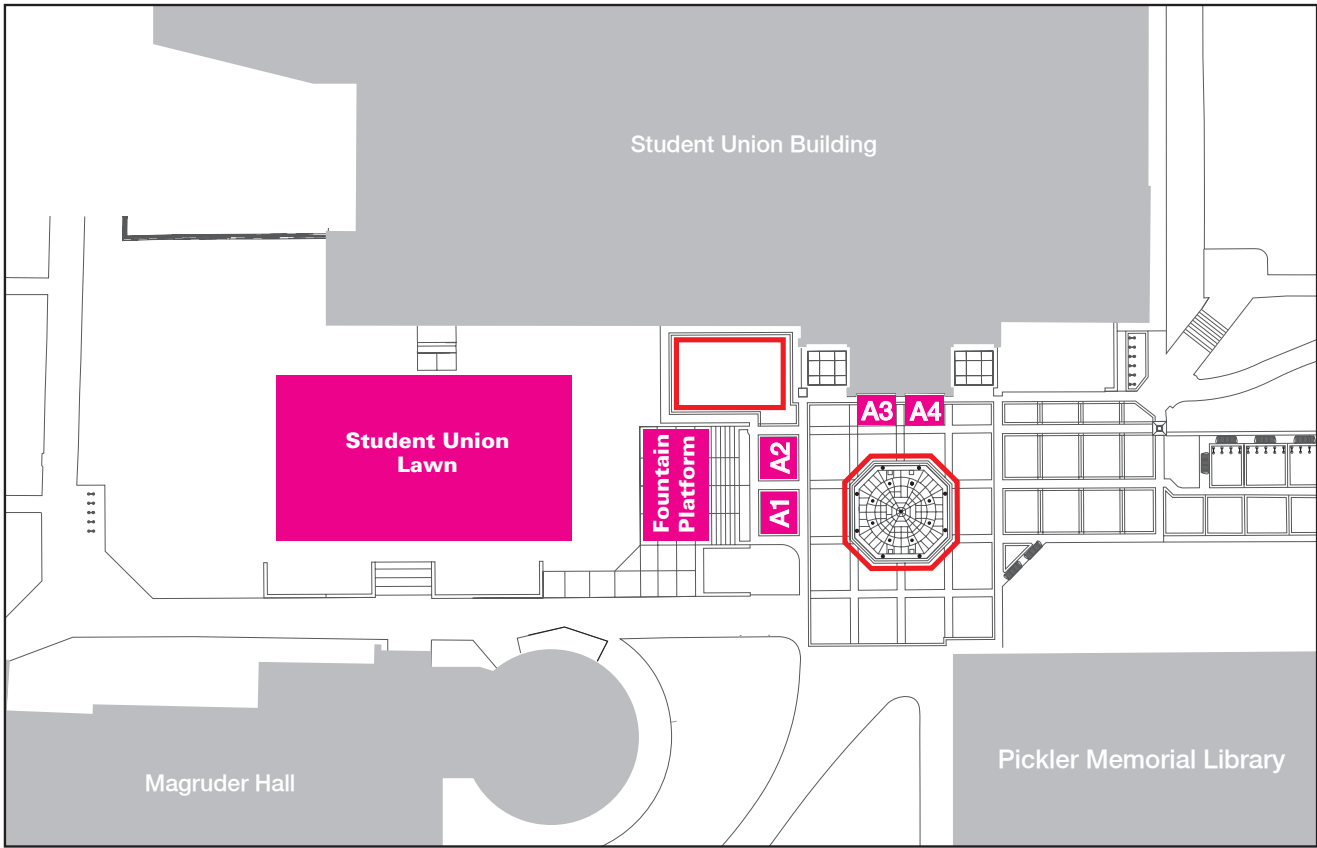 Student Union Building
A3 A4
Student Union
Lawn
Fountain
Platform
A2
A1
Magruder Hall
Pickler Memorial Library